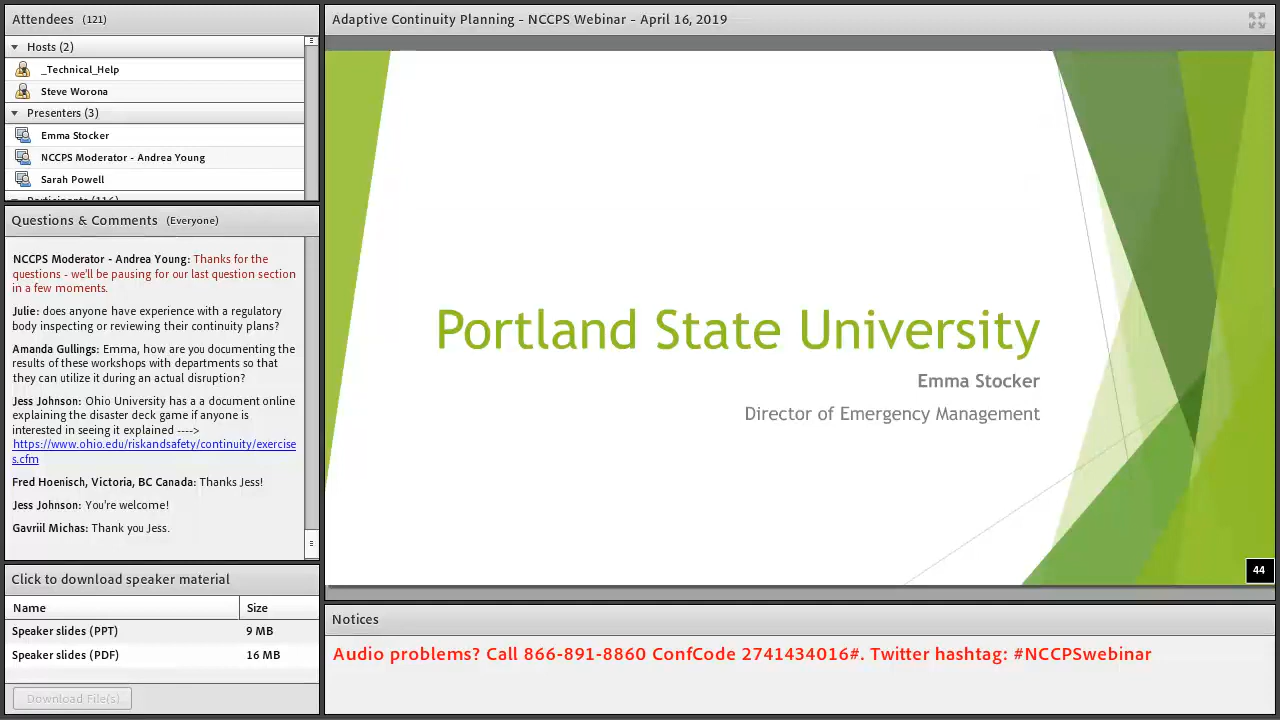 Attendees (121)
Hosts (2)
_Technical_Help
Steve Worona
Presenters (3)
Emma Stocker
NCCPS Moderator - Andrea Young
Sarah Powell
Participants (116)
Questions & Comments (Everyone)
NCCPS Moderator - Andrea Young: Thanks for the
questions - we'll be pausing for our last question section
in a few moments.
Julie: does anyone have experience with a regulatory
body inspecting or reviewing their continuity plans?
Amanda Gullings: Emma, how are you documenting the
results of these workshops with departments so that
they can utilize it during an actual disruption?
Jess Johnson: Ohio University has a a document online
explaining the disaster deck game if anyone is
interested in seeing it explained ---->
https://www.ohio.edu/riskandsafety/continuity/exercise
s.cfm
Fred Hoenisch, Victoria, BC Canada: Thanks Jess!
Jess Johnson: You're welcome!
Gavriil Michas: Thank you Jess.
Click to download speaker material
Name Size
Speaker slides (PPT) 9 MB
Speaker slides (PDF) 16 MB
Download File(s)
Adaptive Continuity Planning - NCCPS Webinar - April 16, 2019
Portland State University
Emma Stocker
Director of Emergency Management
44
Notices
Audio problems? Call 866-891-8860 ConfCode 2741434016#. Twitter hashtag: #NCCPSwebinar